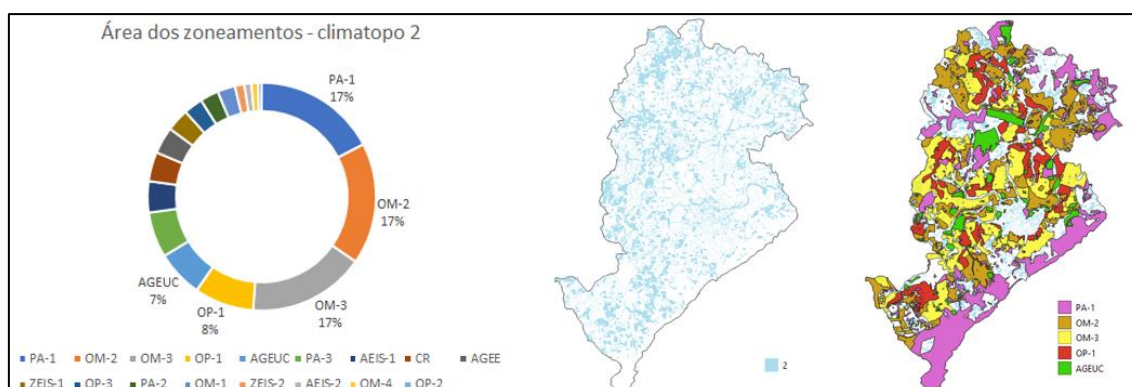 Área dos zoneamentos - climatopo 2
PA-1
17%
OM-2
17%
OM-3
17%
OP-1
8%
AGEUC
7%
PA-1 OM-2 OM-3 OP-1 AGEUC PA-3 AEIS-1 CR AGEE
ZEIS-1 OP-3 PA-2 OM-1 ZEIS-2 AEIS-2 OM-4 OP-2
2
PA-1
OM-2
OM-3
OP-1
AGEUC